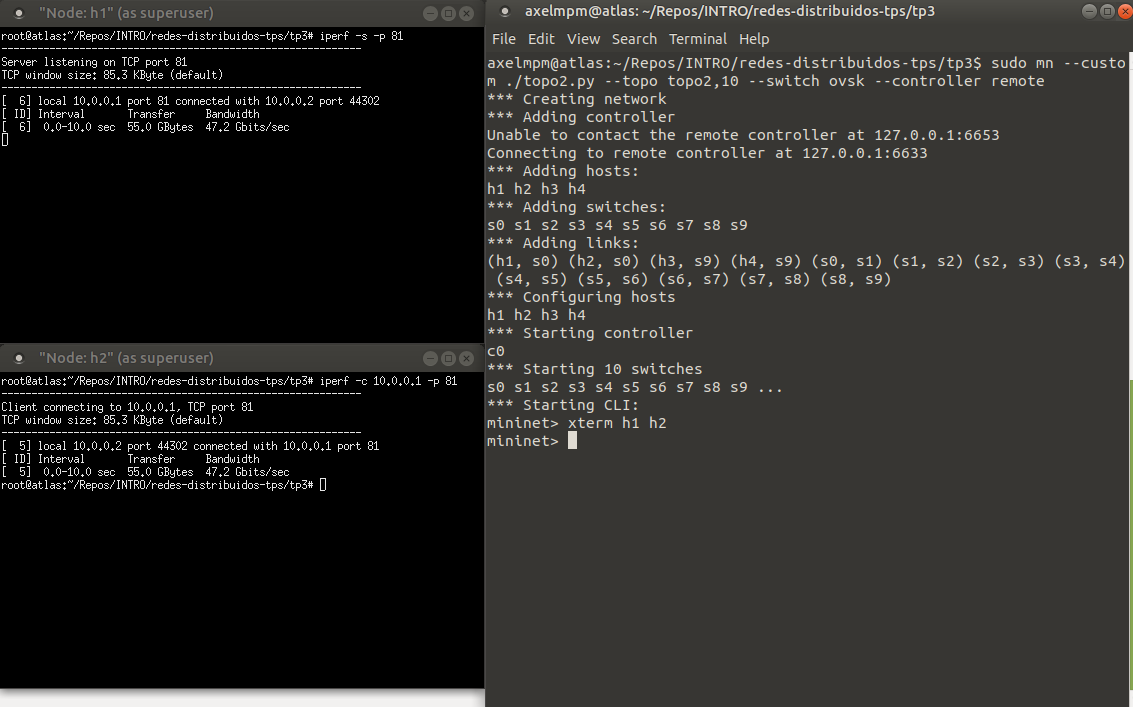 "Node: h1" (as superuser)
root@atlas:~/Repos/INTRO/redes-distribuidos-tps/tp3# iperf -s -p 81
------------------------------------------------------------
Server listening on TCP port 81
TCP window size: 85.3 KByte (default)
------------------------------------------------------------
[  6] local 10.0.0.1 port 81 connected with 10.0.0.2 port 44302
[ ID] Interval       Transfer     Bandwidth
[  6]  0.0-10.0 sec  55.0 GBytes  47.2 Gbits/sec
"Node: h2" (as superuser)
root@atlas:~/Repos/INTRO/redes-distribuidos-tps/tp3# iperf -c 10.0.0.1 -p 81
------------------------------------------------------------
Client connecting to 10.0.0.1, TCP port 81
TCP window size: 85.3 KByte (default)
------------------------------------------------------------
[  5] local 10.0.0.2 port 44302 connected with 10.0.0.1 port 81
[ ID] Interval       Transfer     Bandwidth
[  5]  0.0-10.0 sec  55.0 GBytes  47.2 Gbits/sec
root@atlas:~/Repos/INTRO/redes-distribuidos-tps/tp3#
axelmpm@atlas: ~/Repos/INTRO/redes-distribuidos-tps/tp3
File Edit View Search Terminal Help
axelmpm@atlas:~/Repos/INTRO/redes-distribuidos-tps/tp3$ sudo mn --custo
m ./topo2.py --topo topo2,10 --switch ovsk --controller remote
*** Creating network
*** Adding controller
Unable to contact the remote controller at 127.0.0.1:6653
Connecting to remote controller at 127.0.0.1:6633
*** Adding hosts:
h1 h2 h3 h4
*** Adding switches:
s0 s1 s2 s3 s4 s5 s6 s7 s8 s9
*** Adding links:
(h1, s0) (h2, s0) (h3, s9) (h4, s9) (s0, s1) (s1, s2) (s2, s3) (s3, s4)
 (s4, s5) (s5, s6) (s6, s7) (s7, s8) (s8, s9)
*** Configuring hosts
h1 h2 h3 h4
*** Starting controller
c0
*** Starting 10 switches
s0 s1 s2 s3 s4 s5 s6 s7 s8 s9 ...
*** Starting CLI:
mininet> xterm h1 h2
mininet>